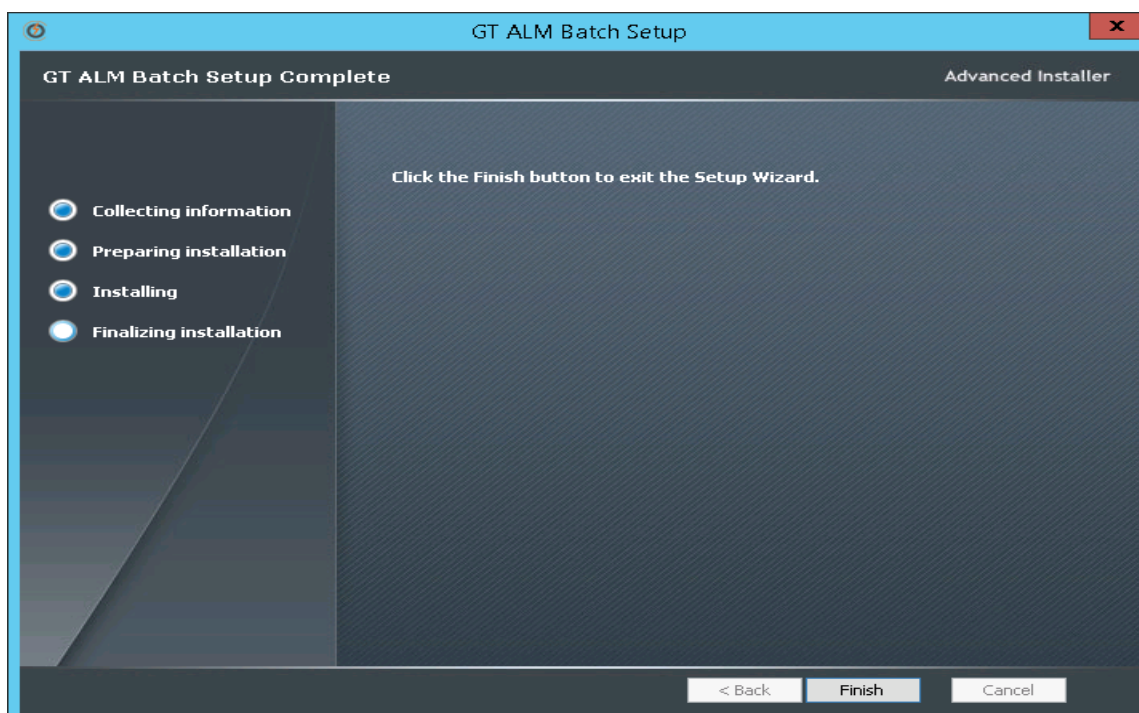 GT ALM Batch Setup
x
GT ALM Batch Setup Complete
Advanced Installer
Click the Finish button to exit the Setup Wizard.
Collecting information
Preparing installation
Installing
Finalizing installation
< Back
Finish
Cancel